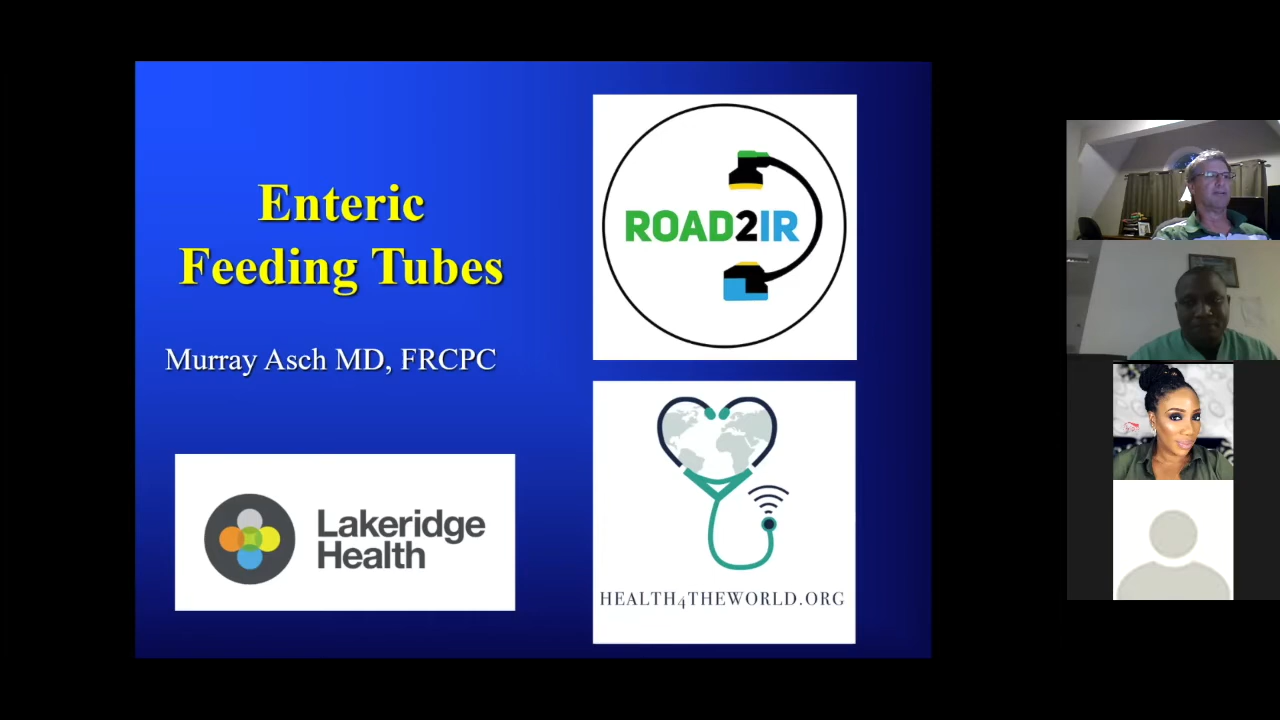 Enteric
Feeding Tubes
Murray Asch MD, FRCPC
Lakeridge
Health
ROAD2IR
HEALTH4THEWORLD.ORG